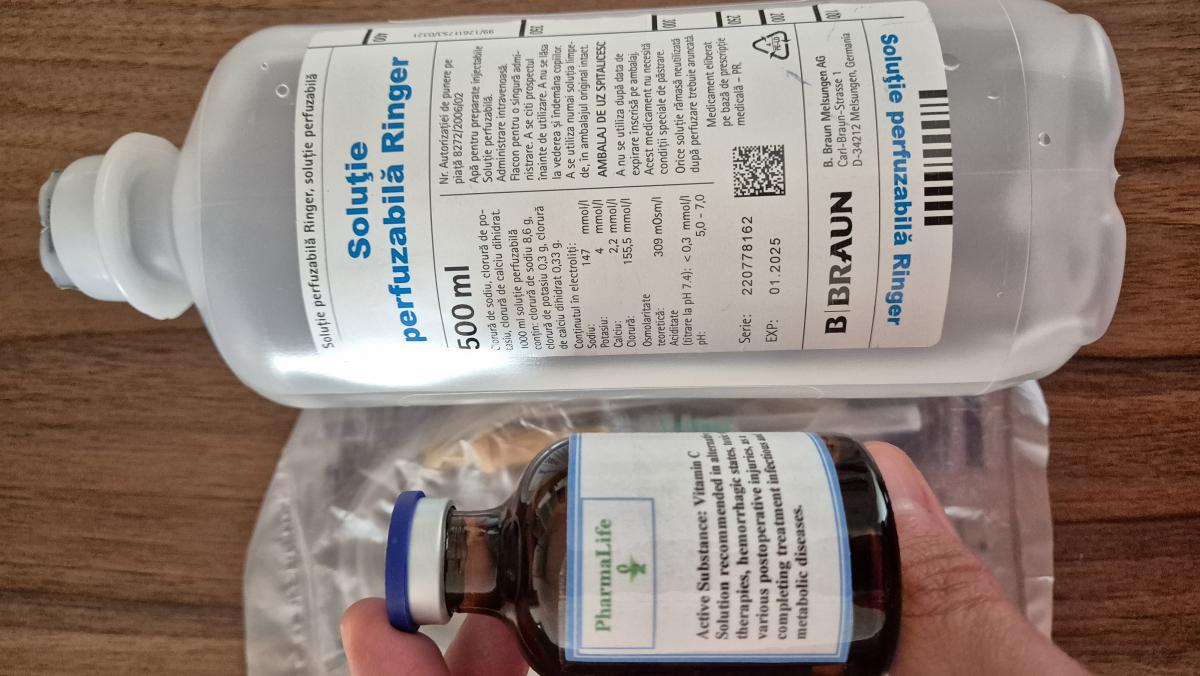 Soluţie perfuzabilă Ringer, soluţie perfuzabilă
Soluţie
perfuzabilă Ringer
500 ml
Clorură de sodiu, clorură de po-
tasiu, clorură de calciu dihidrat.
1000 ml soluţie perfuzabilă
conţin: clorură de sodiu 8,6 g,
clorură de potasiu 0,3 g, clorură
de calciu dihidrat 0,33 g.
Conţinutul în electroliţi:
Sodiu: 147 mmol/l
Potasiu: 4 mmol/l
Calciu: 2,2 mmol/l
Clorură: 155,5 mmol/l
Osmolaritate
teoretică: 309 mOsm/l
Aciditate
(titrare la pH 7.4): < 0,3 mmol/l
pH: 5,0 - 7,0
Nr. Autorizaţiei de punere pe
piaţă 8272/2006/02
Apă pentru preparate injectabile
Soluţie perfuzabilă.
Administrare intravenoasă.
Flacon pentru o singură admi-
nistrare. A se citi prospectul
înainte de utilizare. A nu se lăsa
la vederea şi îndemâna copiilor.
A se utiliza numai soluţia limpe-
de, în ambalajul original intact.
AMBALAJ DE UZ SPITALICESC
A nu se utiliza după data de
expirare înscrisă pe ambalaj.
Acest medicament nu necesită
condiţii speciale de păstrare.
Orice soluţie rămasă neutilizată
după perfuzare trebuie aruncată
Medicament eliberat
pe bază de prescripţie
medicală - PR.
Serie: 220778162
EXP: 01.2025
B|BRAUN
B. Braun Melsungen AG
Carl-Braun-Strasse 1
D-34212 Melsungen, Germania
Soluţie perfuzabilă Ringer
400
350
300
250
200
100
PharmaLife
Active Substance: Vitamin C
Solution recommended in
therapies, hemorrhagic states,
various postoperative injuries,
completing treatment infectious
metabolic diseases.